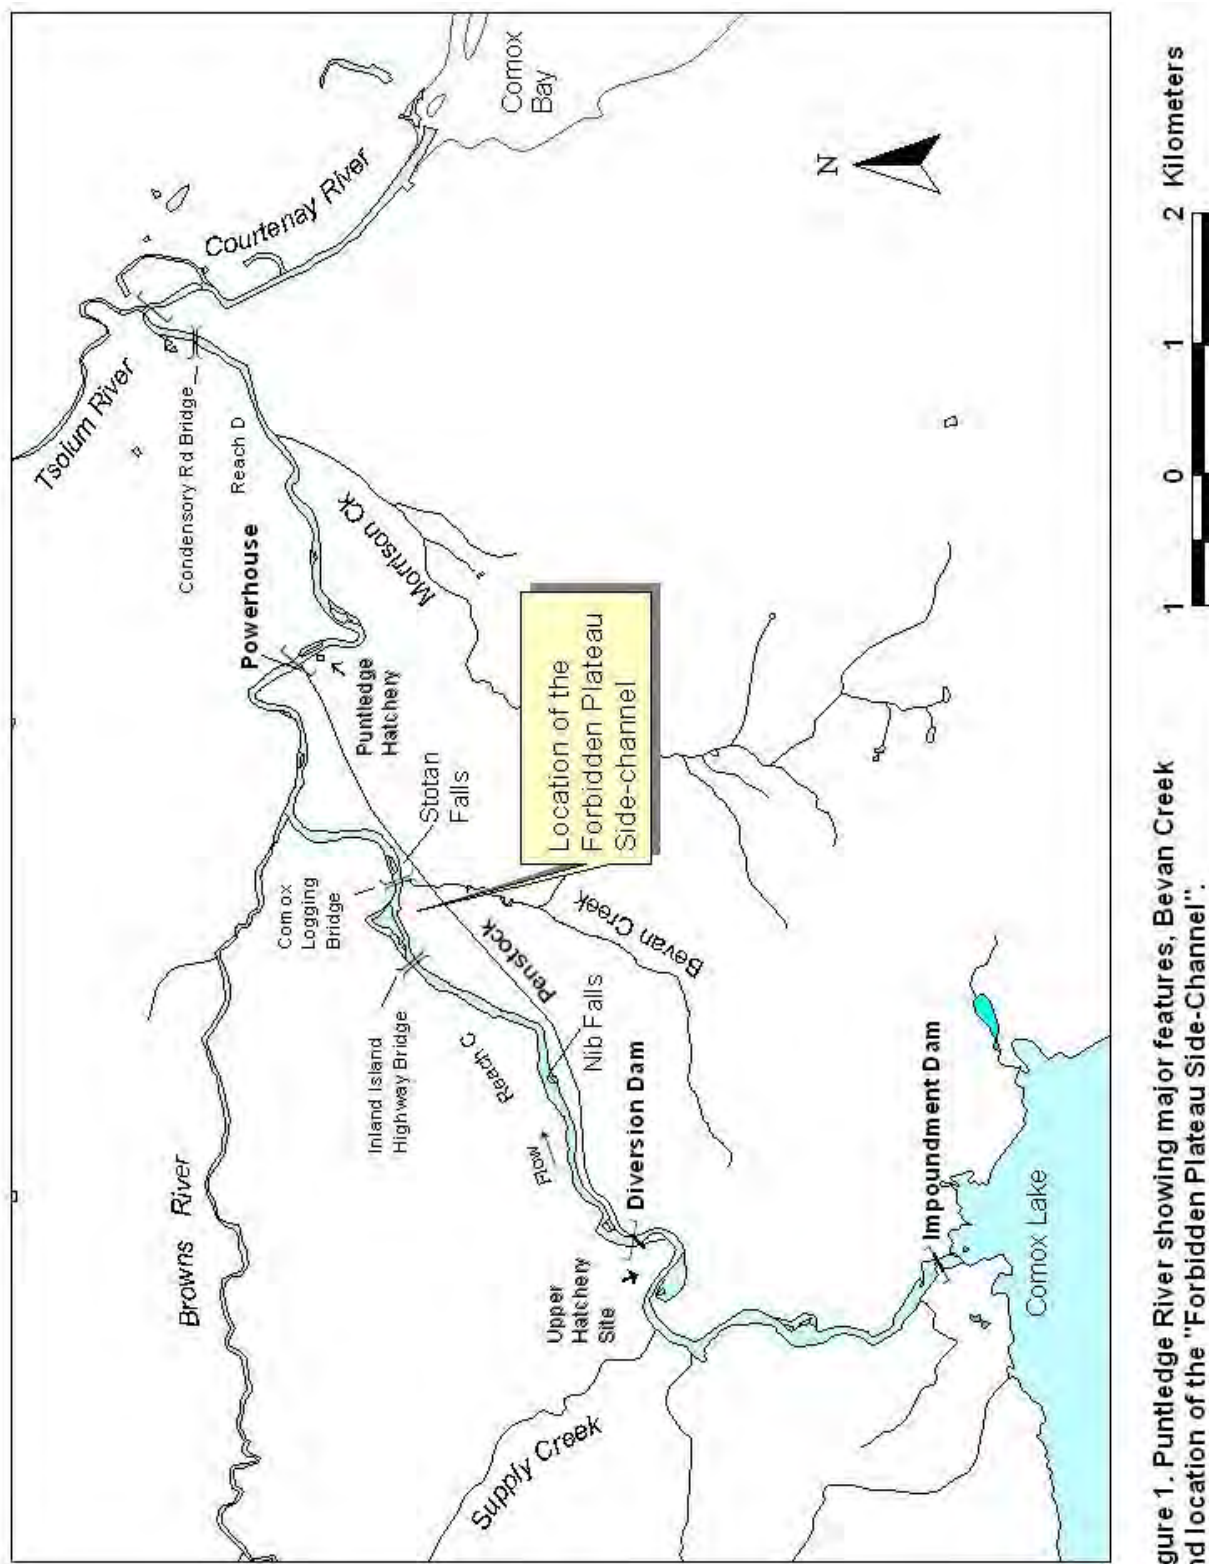 Comox
Bay
Courtenay River
N
Tsolum River
Condensory Rd Bridge
Reach D
Powerhouse
Morrison Ck
Puntledge
Hatchery
Stotan
Falls
Location of the
Forbidden Plateau
Side-channel
Comox
Logging
Bridge
Penstock
Bevan Creek
Inland Island
Highway Bridge
Reach C
Nib Falls
Flow
Diversion Dam
Browns River
Upper
Hatchery
Site
Impoundment Dam
Comox Lake
Supply Creek
1 0 1 2 Kilometers
gure 1. Puntledge River showing major features, Bevan Creek
nd location of the "Forbidden Plateau Side-Channel".